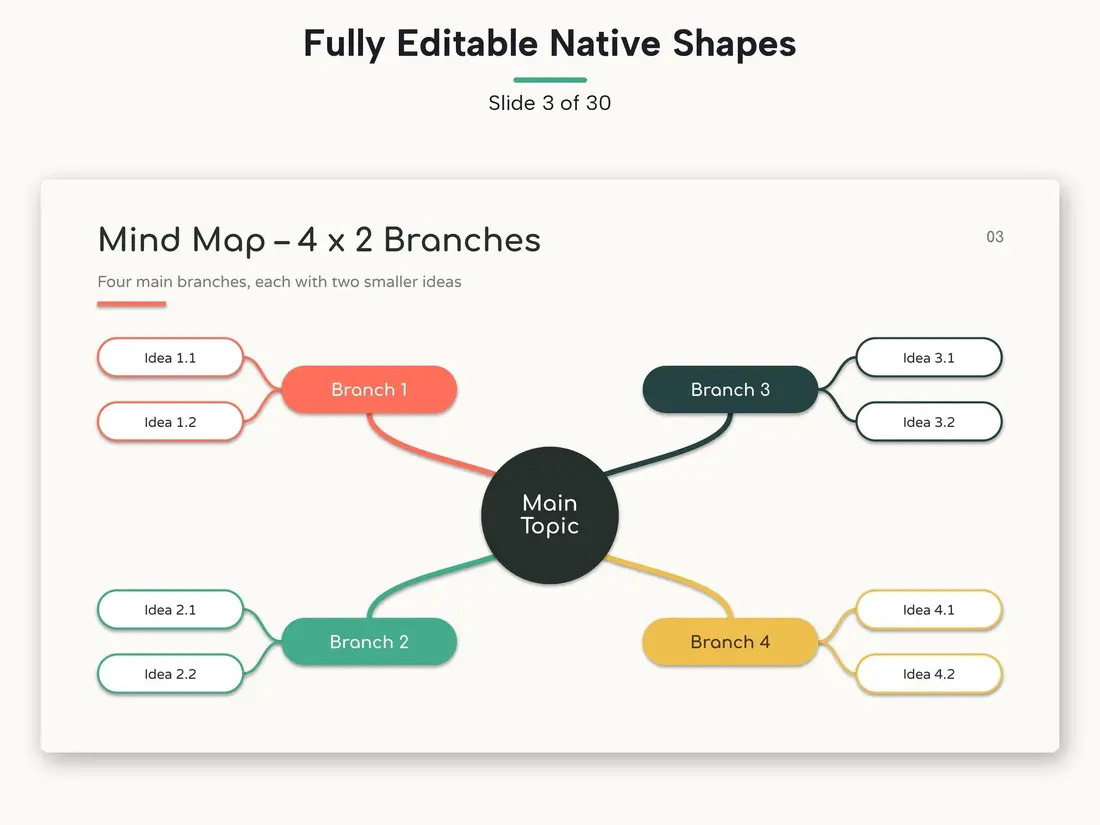 Fully Editable Native Shapes
Slide 3 of 30
Mind Map – 4 x 2 Branches
03
Four main branches, each with two smaller ideas
Idea 1.1
Idea 1.2
Branch 1
Branch 3
Idea 3.1
Idea 3.2
Main
Topic
Idea 2.1
Idea 2.2
Branch 2
Branch 4
Idea 4.1
Idea 4.2